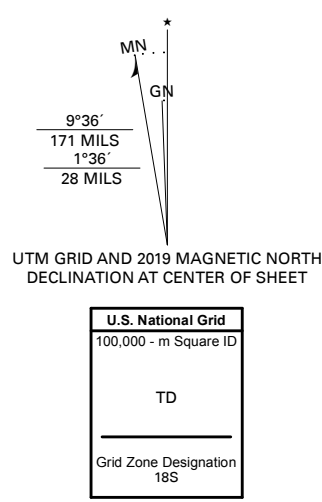 ★
MN
GN
9°36´
171 MILS
1°36´
28 MILS
UTM GRID AND 2019 MAGNETIC NORTH
DECLINATION AT CENTER OF SHEET
U.S. National Grid
100,000 - m Square ID
TD
Grid Zone Designation
18S